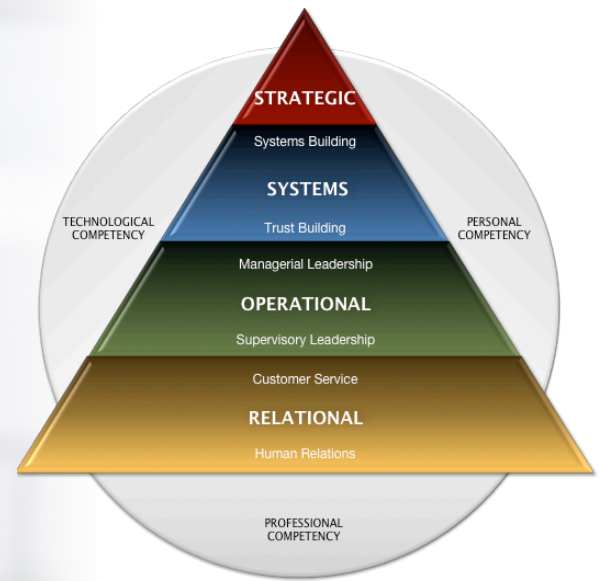 STRATEGIC
Systems Building
SYSTEMS
TECHNOLOGICAL
COMPETENCY
PERSONAL
COMPETENCY
Trust Building
Managerial Leadership
OPERATIONAL
Supervisory Leadership
Customer Service
RELATIONAL
Human Relations
PROFESSIONAL
COMPETENCY